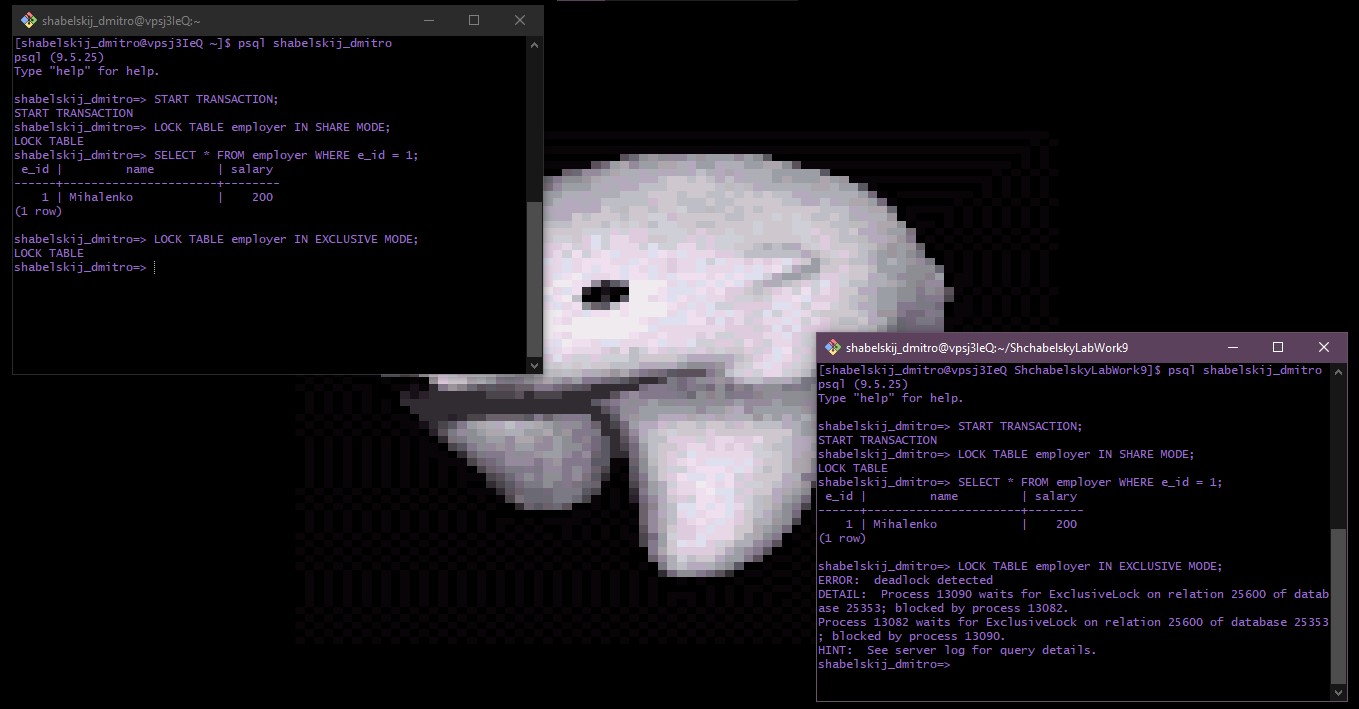 shabelskij_dmitro@vpsj3IeQ:~
[shabelskij_dmitro@vpsj3IeQ ~]$ psql shabelskij_dmitro
psql (9.5.25)
Type "help" for help.
shabelskij_dmitro=> START TRANSACTION;
START TRANSACTION
shabelskij_dmitro=> LOCK TABLE employer IN SHARE MODE;
LOCK TABLE
shabelskij_dmitro=> SELECT * FROM employer WHERE e_id = 1;
 e_id |         name         | salary
------+----------------------+--------
    1 | Mihalenko            |    200
(1 row)
shabelskij_dmitro=> LOCK TABLE employer IN EXCLUSIVE MODE;
LOCK TABLE
shabelskij_dmitro=>
shabelskij_dmitro@vpsj3IeQ:~/ShchabelskyLabWork9
[shabelskij_dmitro@vpsj3IeQ ShchabelskyLabWork9]$ psql shabelskij_dmitro
psql (9.5.25)
Type "help" for help.
shabelskij_dmitro=> START TRANSACTION;
START TRANSACTION
shabelskij_dmitro=> LOCK TABLE employer IN SHARE MODE;
LOCK TABLE
shabelskij_dmitro=> SELECT * FROM employer WHERE e_id = 1;
 e_id |         name         | salary
------+----------------------+--------
    1 | Mihalenko            |    200
(1 row)
shabelskij_dmitro=> LOCK TABLE employer IN EXCLUSIVE MODE;
ERROR:  deadlock detected
DETAIL:  Process 13090 waits for ExclusiveLock on relation 25600 of datab
ase 25353; blocked by process 13082.
Process 13082 waits for ExclusiveLock on relation 25600 of database 25353
; blocked by process 13090.
HINT:  See server log for query details.
shabelskij_dmitro=>